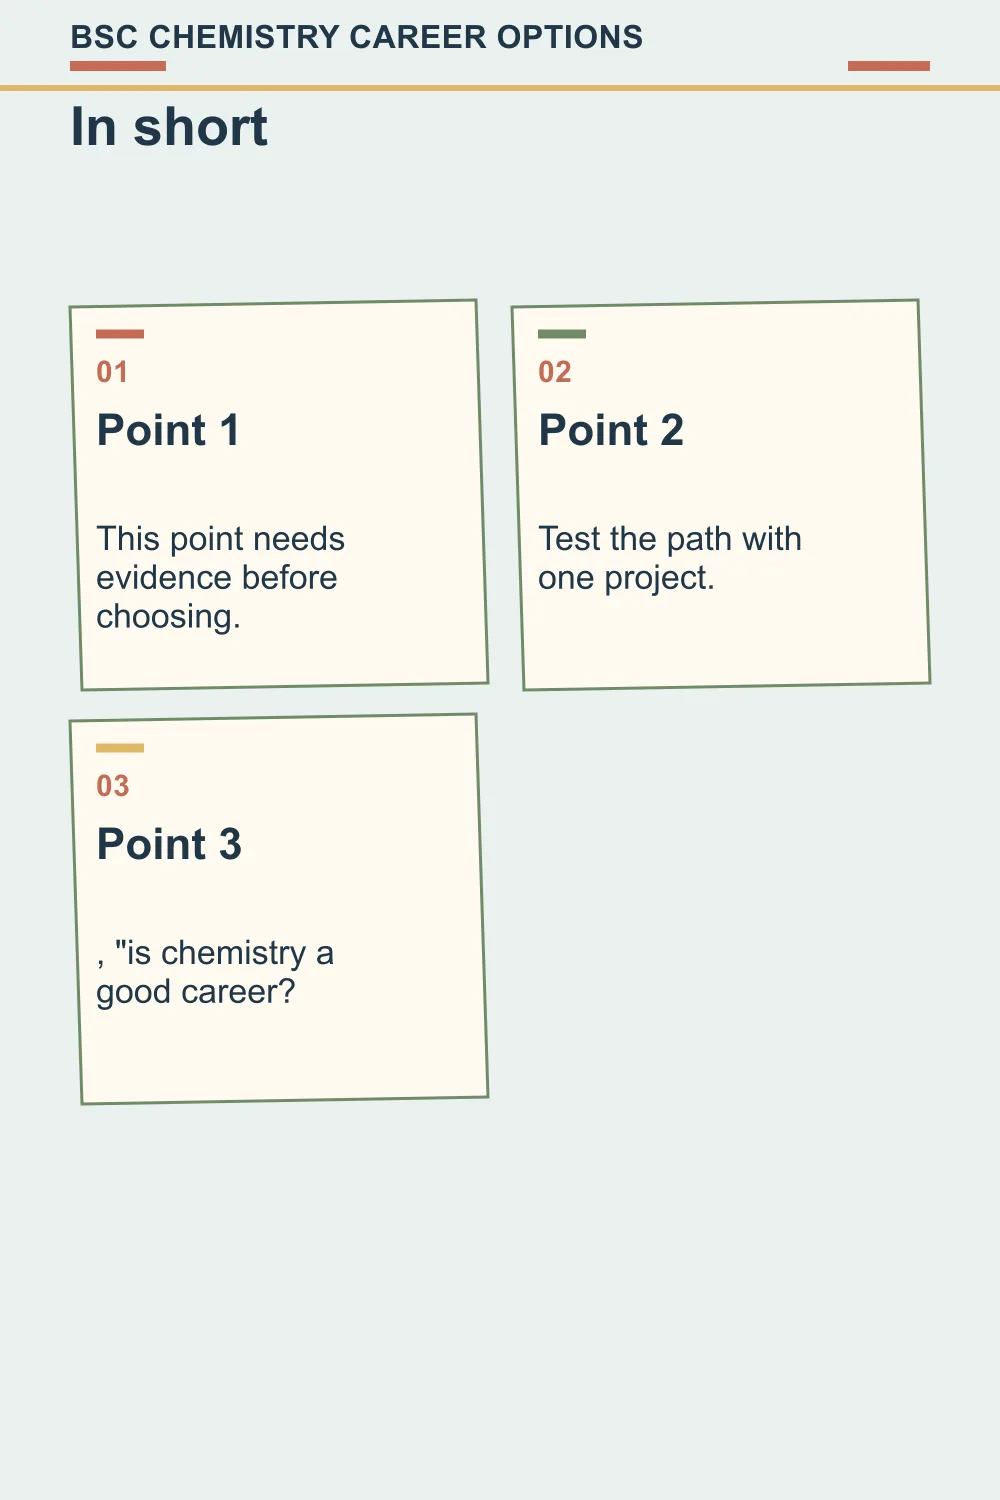 BSC CHEMISTRY CAREER OPTIONS
In short
01
Point 1
This point needs
evidence before
choosing.
02
Point 2
Test the path with
one project.
03
Point 3
, "is chemistry a
good career?